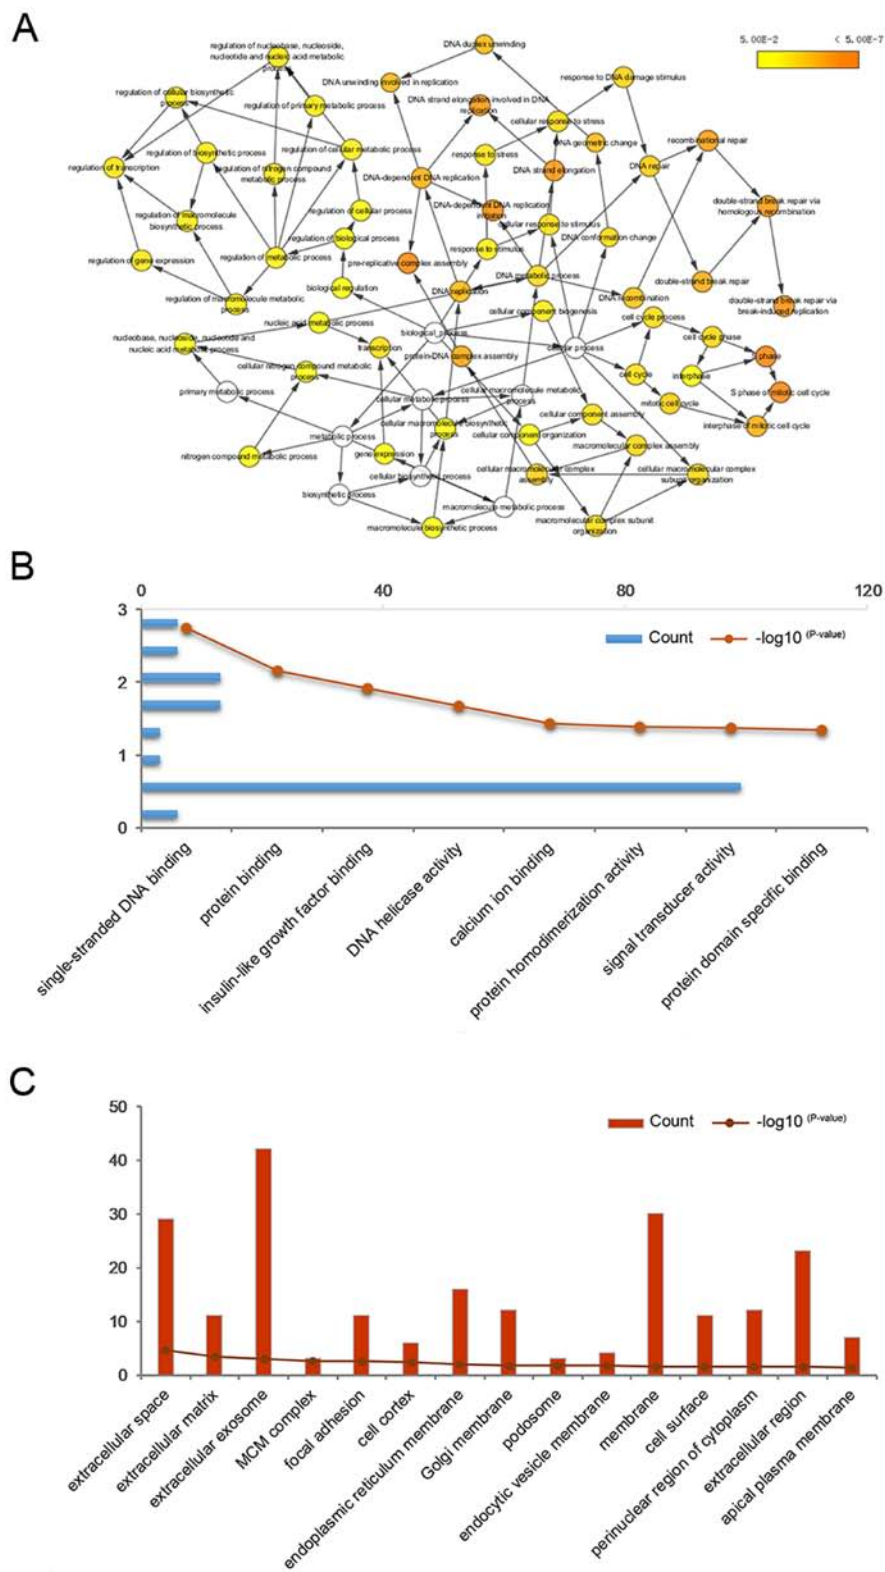 A
5.00E-2
< 5.00E-7
regulation of nucleobase, nucleoside,
nucleotide and nucleic acid metabolic
process
DNA duplex unwinding
DNA unwinding involved in replication
response to DNA damage stimulus
regulation of cellular biosynthetic
process
regulation of primary metabolic process
DNA strand elongation involved in DNA
replication
cellular response to stress
DNA geometric change
recombinational repair
regulation of biosynthetic process
regulation of cellular metabolic process
response to stress
regulation of transcription
regulation of nitrogen compound
metabolic process
DNA-dependent DNA replication
DNA strand elongation
DNA repair
double-strand break repair via
homologous recombination
regulation of macromolecule
biosynthetic process
regulation of cellular process
DNA-dependent DNA replication
initiation
cellular response to stimulus
regulation of biological process
DNA conformation change
regulation of gene expression
regulation of metabolic process
pre-replicative complex assembly
response to stimulus
DNA metabolic process
double-strand break repair
biological regulation
DNA replication
DNA recombination
regulation of macromolecule metabolic
process
double-strand break repair via
break-induced replication
nucleic acid metabolic process
cellular component biogenesis
cell cycle process
biological_process
nucleobase, nucleoside, nucleotide and
nucleic acid metabolic process
transcription
cellular process
cell cycle phase
protein-DNA complex assembly
phase
cellular nitrogen compound metabolic
process
cell cycle
interphase
primary metabolic process
cellular metabolic process
cellular macromolecule metabolic
process
S phase of mitotic cell cycle
mitotic cell cycle
cellular component assembly
metabolic process
cellular macromolecule biosynthetic
process
cellular component organization
interphase of mitotic cell cycle
macromolecular complex assembly
nitrogen compound metabolic process
gene expression
cellular biosynthetic process
cellular macromolecular complex
assembly
cellular macromolecular complex
subunit organization
biosynthetic process
macromolecule metabolic process
macromolecule biosynthetic process
macromolecular complex subunit
organization
B
0 40 80 120
3
Count -log10 (P-value)
2
1
0
single-stranded DNA binding
protein binding
insulin-like growth factor binding
DNA helicase activity
calcium ion binding
protein homodimerization activity
signal transducer activity
protein domain specific binding
C
50
Count -log10 (P-value)
40
30
20
10
0
extracellular space
extracellular matrix
extracellular exosome
MCM complex
focal adhesion
cell cortex
endoplasmic reticulum membrane
Golgi membrane
podosome
endocytic vesicle membrane
membrane
cell surface
perinuclear region of cytoplasm
extracellular region
apical plasma membrane